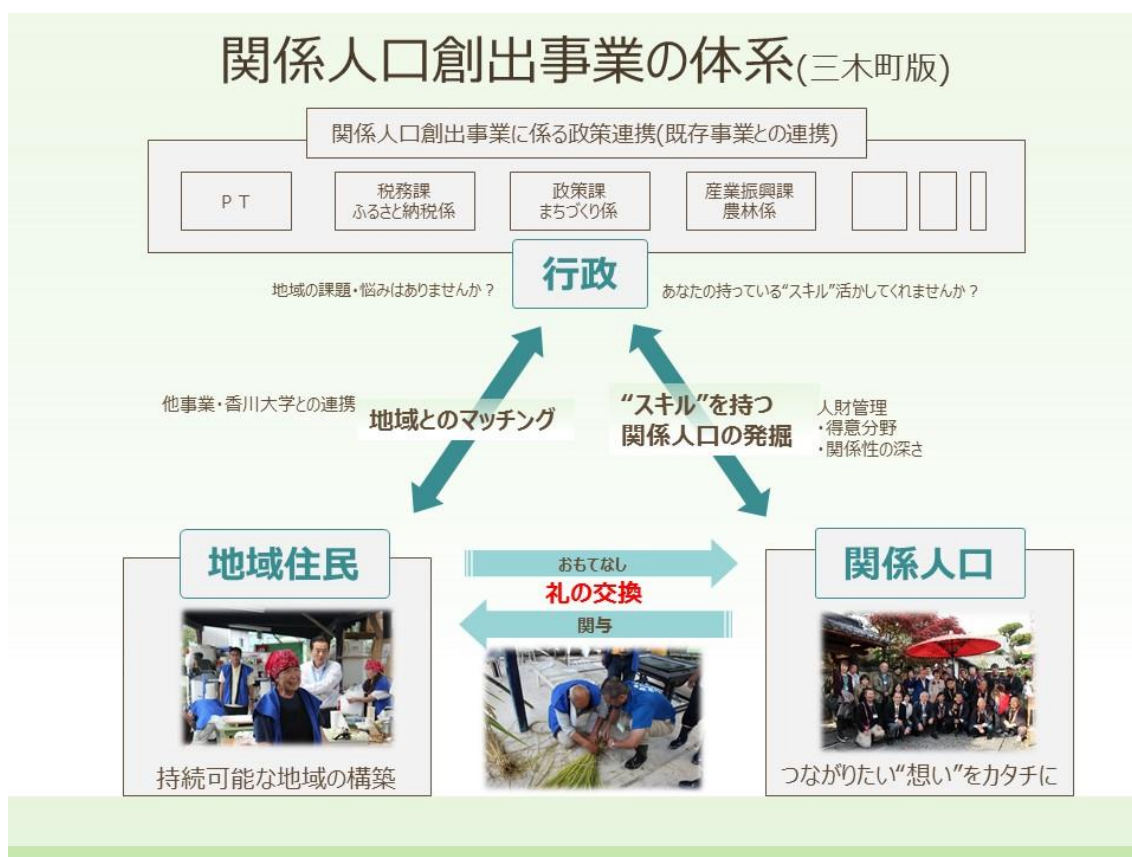 関係人口創出事業の体系(三木町版)
関係人口創出事業に係る政策連携(既存事業との連携)
ＰＴ
税務課
ふるさと納税係
政策課
まちづくり係
産業振興課
農林係
行政
地域の課題・悩みはありませんか？
あなたの持っている“スキル”活かしてくれませんか？
他事業・香川大学との連携
地域とのマッチング
“スキル”を持つ
関係人口の発掘
人財管理
・得意分野
・関係性の深さ
地域住民
おもてなし
礼の交換
関与
関係人口
持続可能な地域の構築
つながりたい“想い”をカタチに